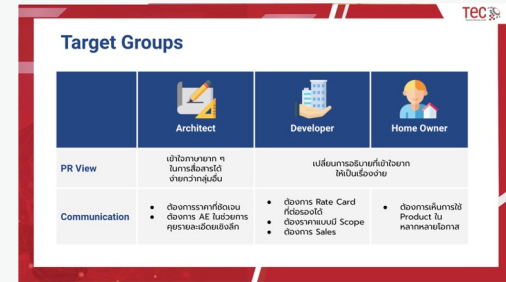 TEC
Target Groups
Architect
Developer
Home Owner
PR View
เข้าใจภาษายาก ๆ
ในการสื่อสารได้
ง่ายกว่ากลุ่มอื่น
เปลี่ยนการอธิบายที่เข้าใจยาก
ให้เป็นเรื่องง่าย
Communication
● ต้องการราคาที่ชัดเจน
● ต้องการ AE ในช่วยการ
คุยรายละเอียดเชิงลึก
● ต้องการ Rate Card
ที่ต่อรองได้
● ต้องราคาแบบมี Scope
● ต้องการ Sales
● ต้องการเห็นการใช้
Product ใน
หลากหลายโอกาส